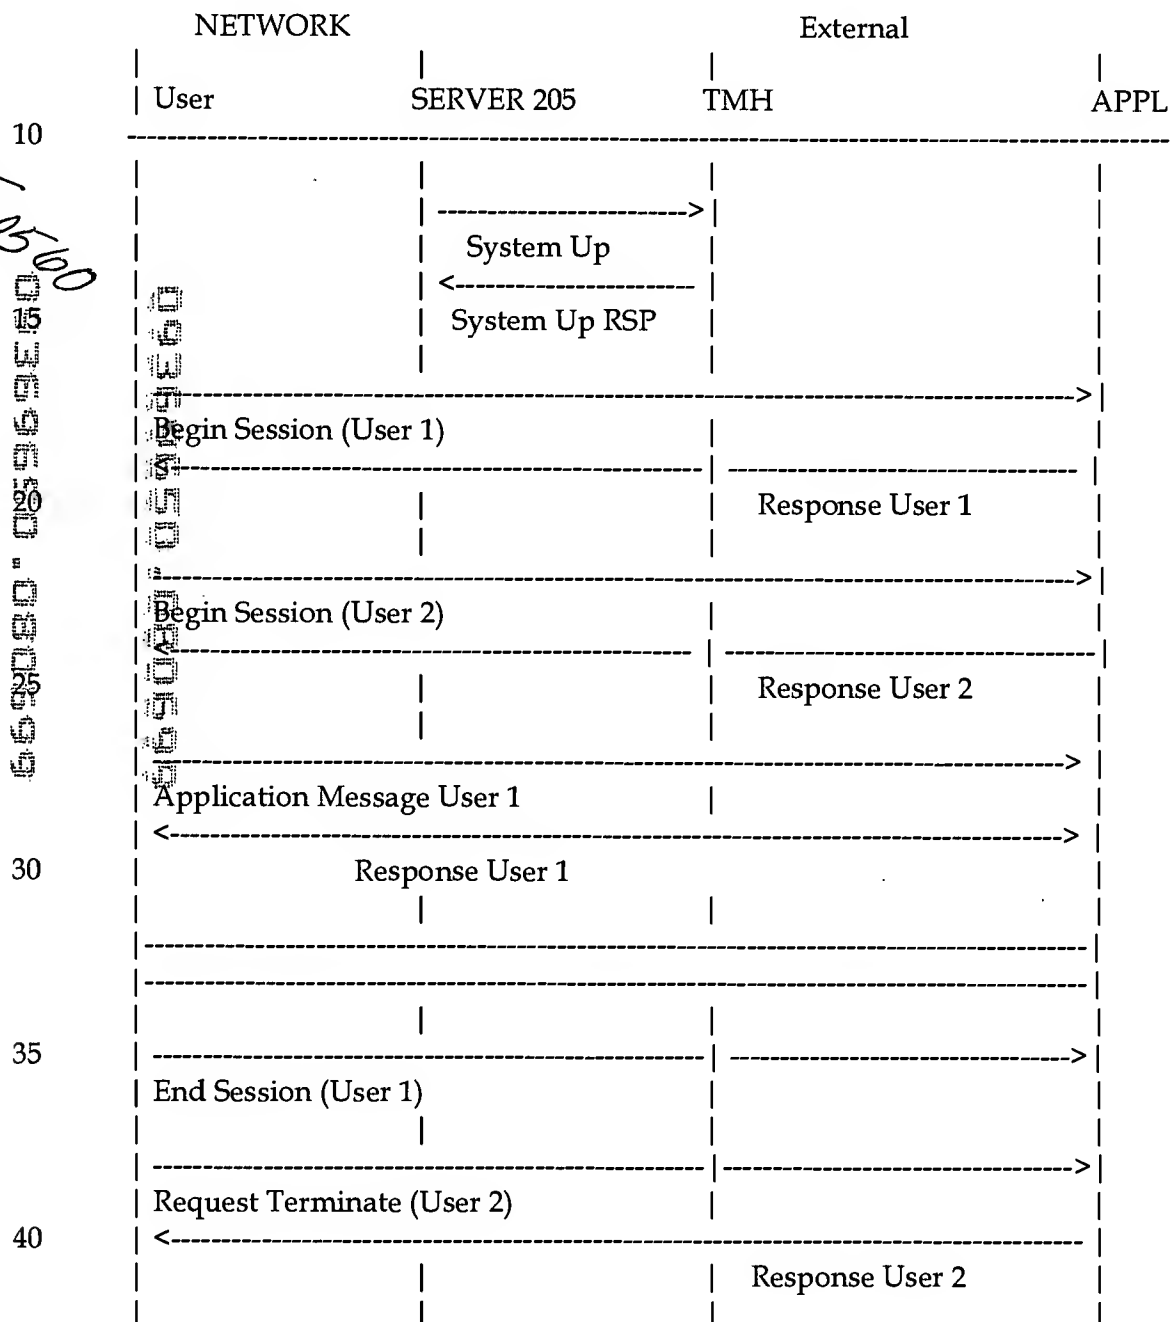 NETWORK External
User SERVER 205 TMH APPL
10
System Up
15 System Up RSP
Begin Session (User 1)
20 Response User 1
Begin Session (User 2)
25 Response User 2
Application Message User 1
30 Response User 1
35
End Session (User 1)
Request Terminate (User 2)
40
Response User 2